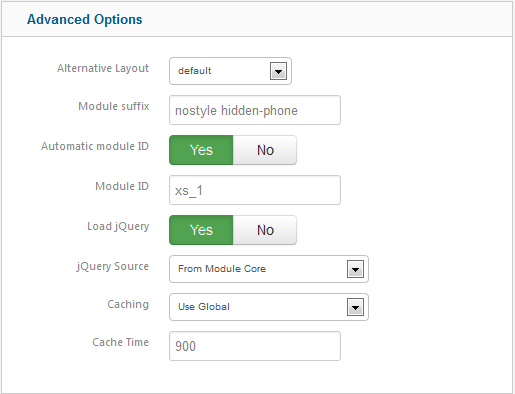 Advanced Options
Alternative Layout default
Module suffix nostyle hidden-phone
Automatic module ID Yes No
Module ID xs_1
Load jQuery Yes No
jQuery Source From Module Core
Caching Use Global
Cache Time 900